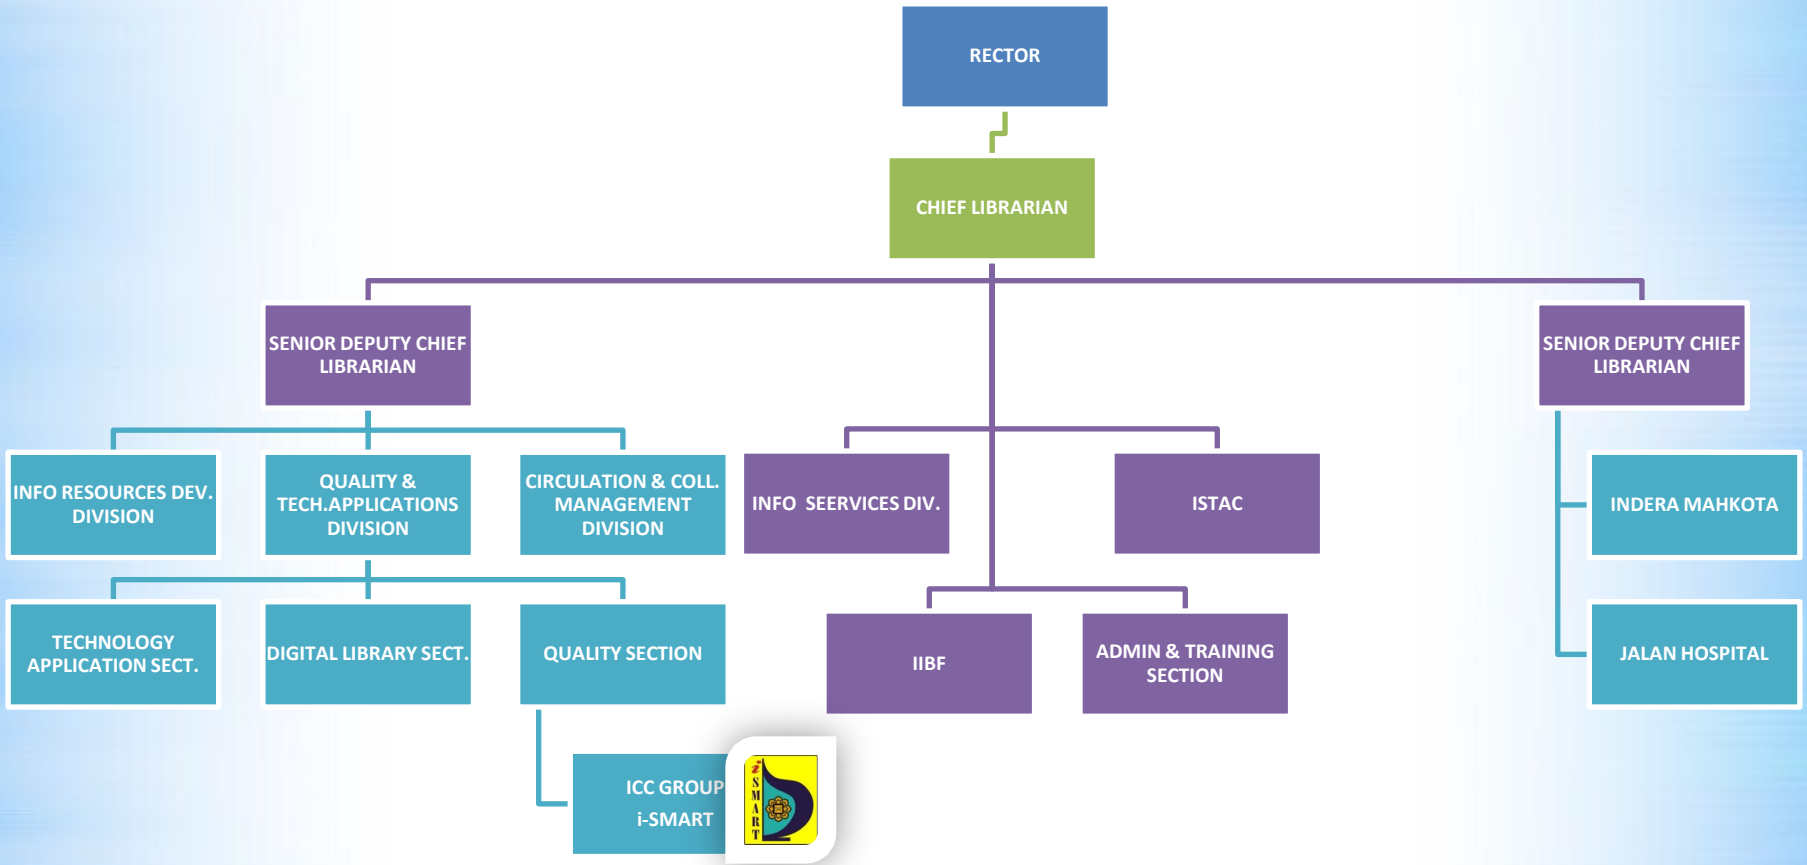 RECTOR
CHIEF LIBRARIAN
SENIOR DEPUTY CHIEF
LIBRARIAN
SENIOR DEPUTY CHIEF
LIBRARIAN
INFO RESOURCES DEV.
DIVISION
QUALITY &
TECH.APPLICATIONS
DIVISION
CIRCULATION & COLL.
MANAGEMENT
DIVISION
INFO  SEERVICES DIV.
ISTAC
INDERA MAHKOTA
TECHNOLOGY
APPLICATION SECT.
DIGITAL LIBRARY SECT.
QUALITY SECTION
IIBF
ADMIN & TRAINING
SECTION
JALAN HOSPITAL
ICC GROUP
i-SMART
i SMART